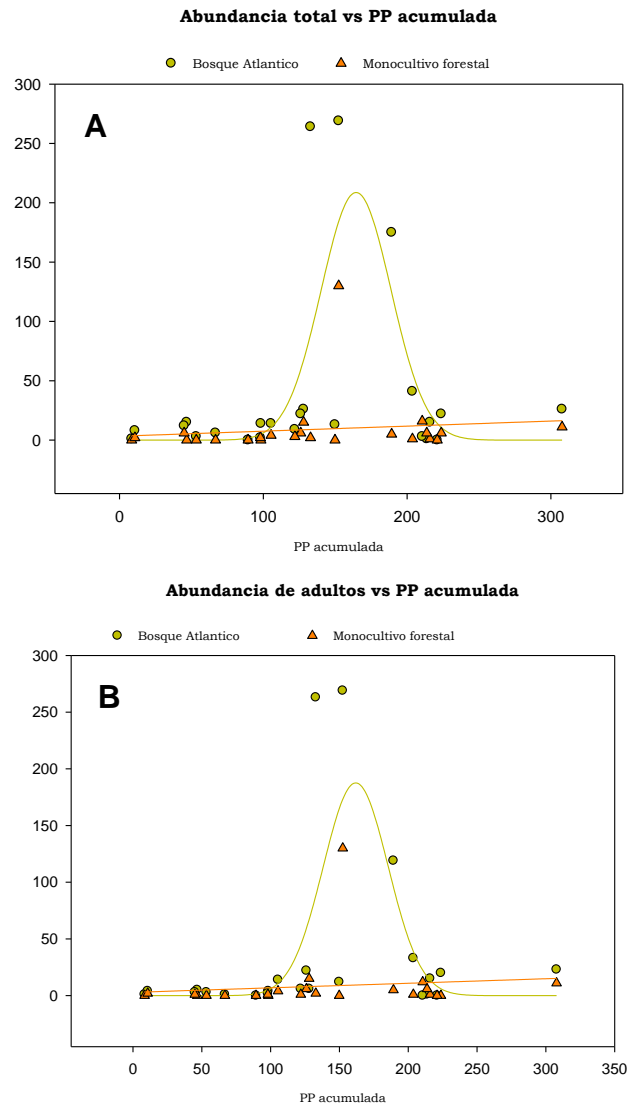 Abundancia total vs PP acumulada
Bosque Atlantico Monocultivo forestal
A
300
250
200
150
100
50
0
0 100 200 300
PP acumulada
Abundancia de adultos vs PP acumulada
Bosque Atlantico Monocultivo forestal
B
300
250
200
150
100
50
0
0 50 100 150 200 250 300 350
PP acumulada